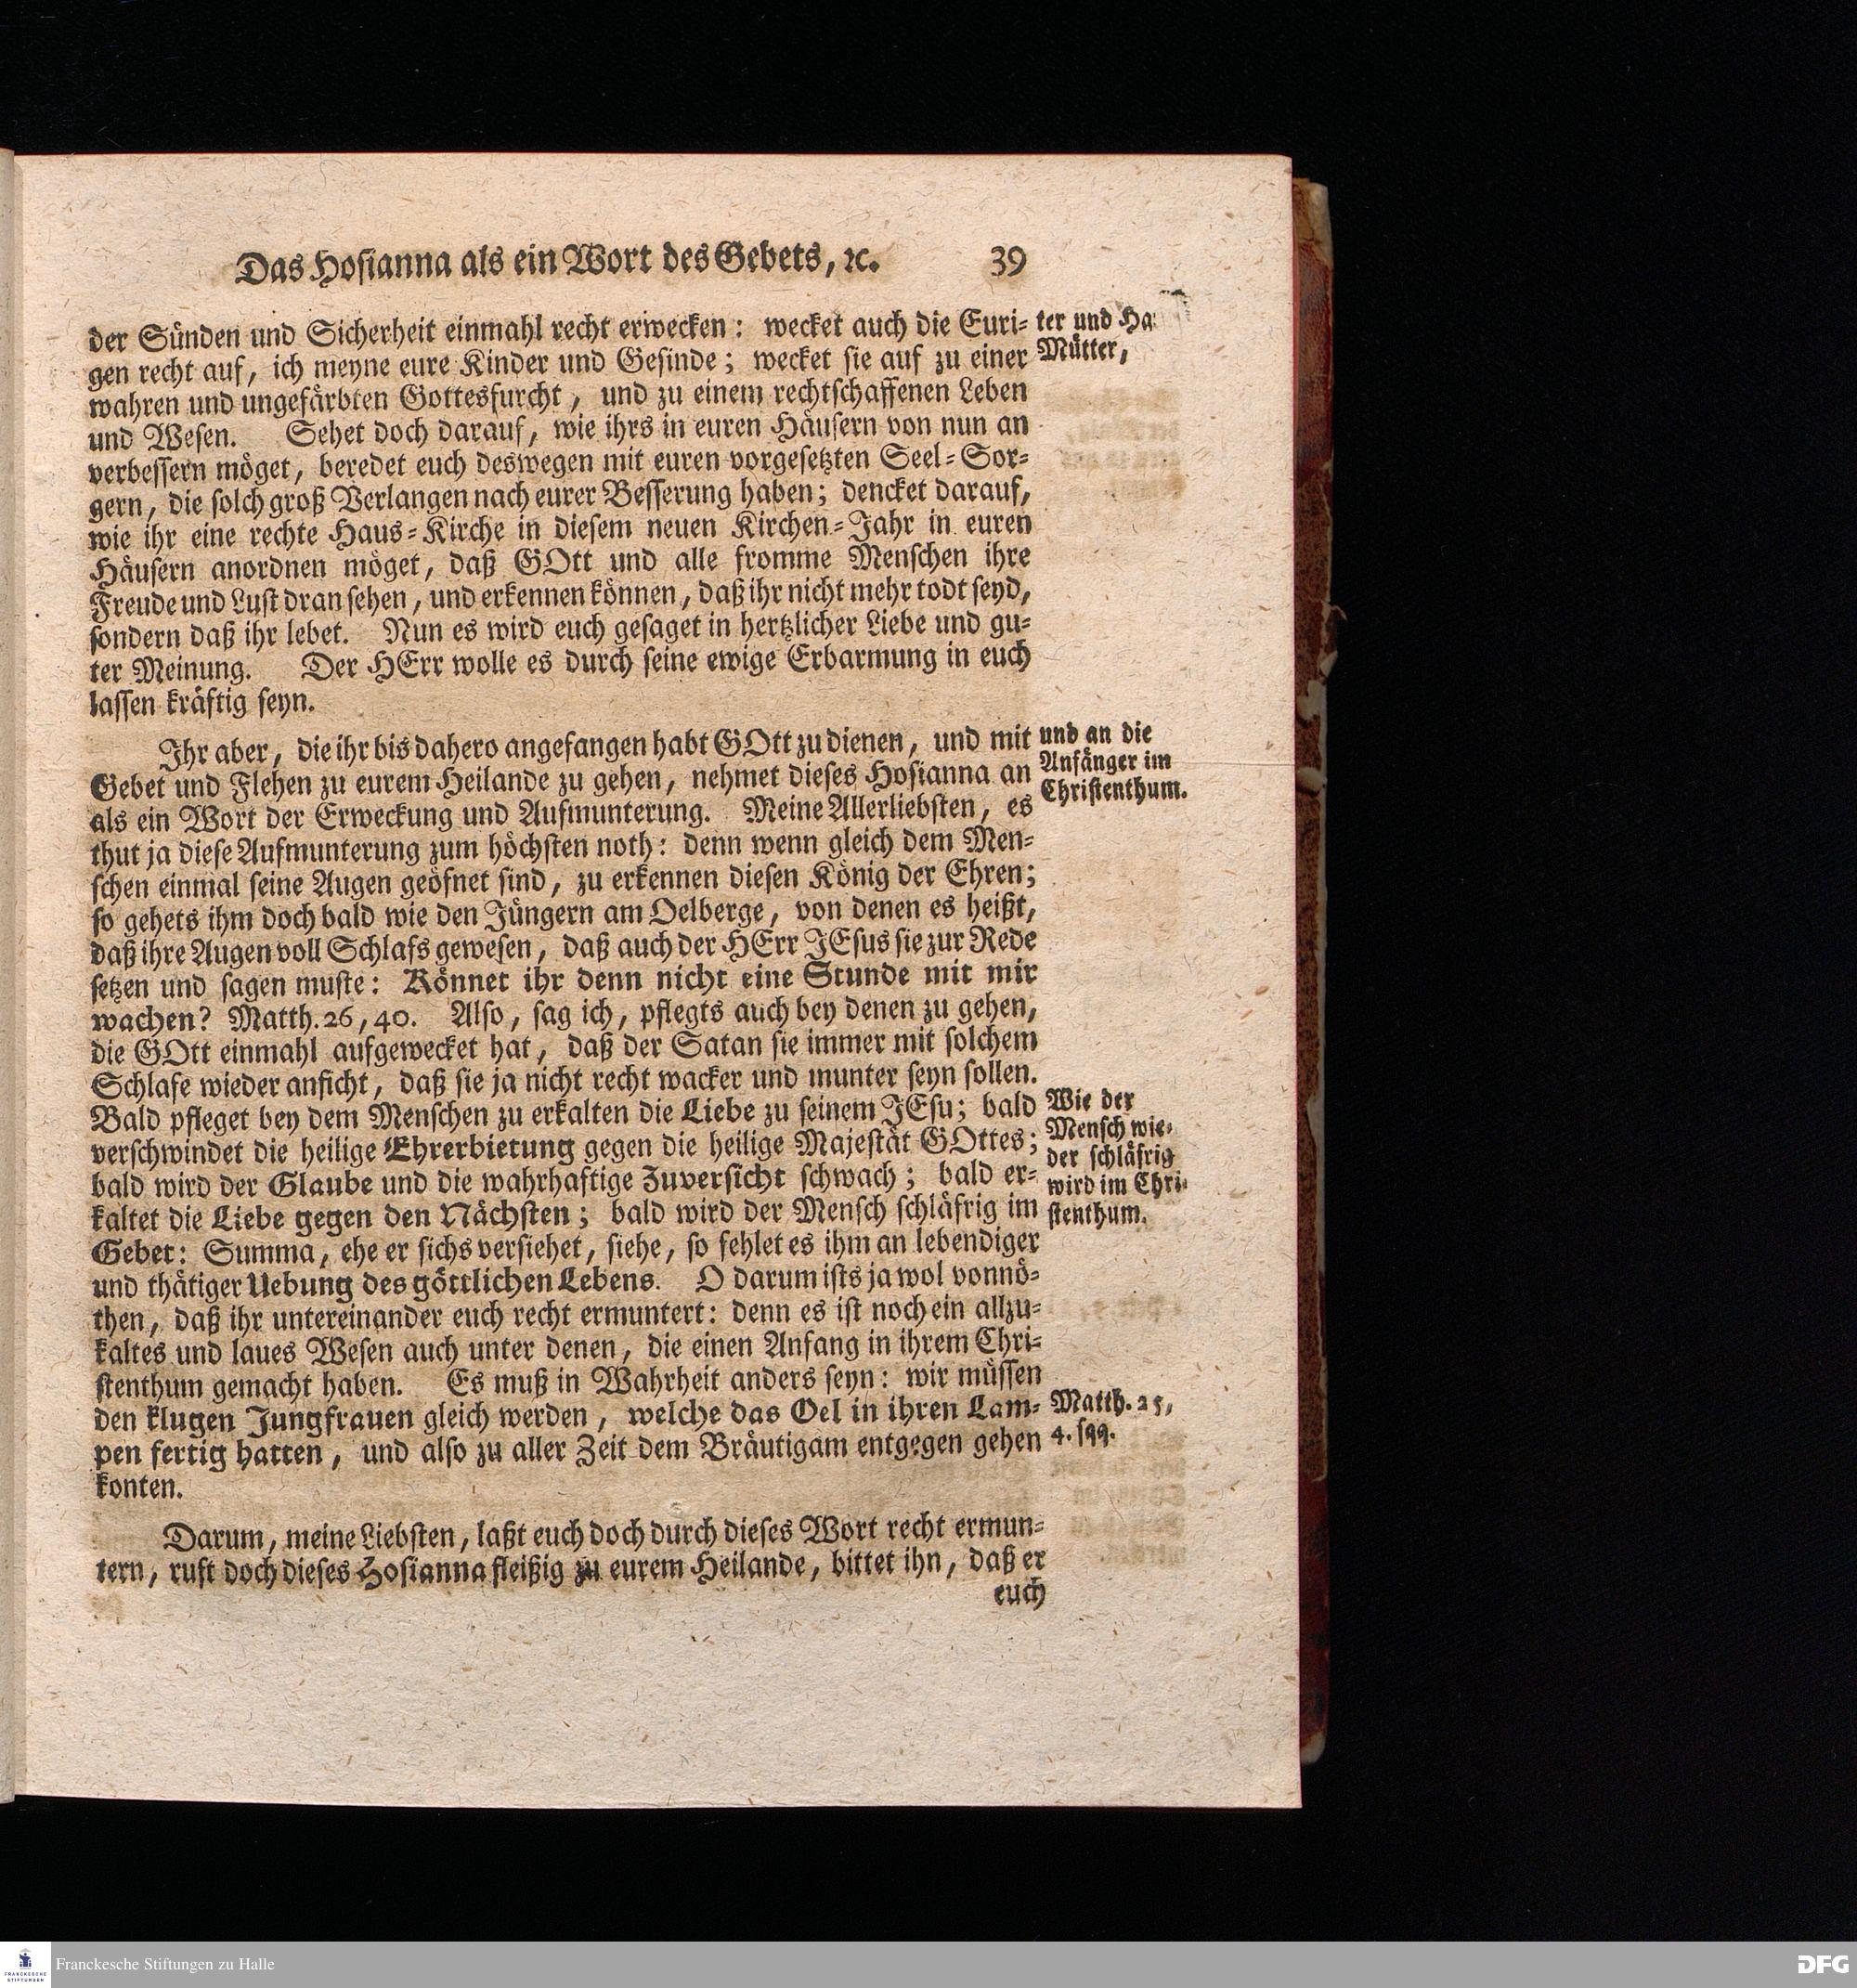 Das Hosianna als ein Wort des Gebets, ꝛc. 39
der Sünden und Sicherheit einmahl recht erwecken: wecket auch die Euri-
gen recht auf, ich meyne eure Kinder und Gesinde; wecket sie auf zu einer
wahren und ungefärbten Gottesfurcht, und zu einem rechtschaffenen Leben
und Wesen. Sehet doch darauf, wie ihrs in euren Häusern von nun an
verbessern möget, beredet euch deswegen mit euren vorgesetzten Seel-Sor-
gern, die solch groß Verlangen nach eurer Besserung haben; dencket darauf,
wie ihr eine rechte Haus-Kirche in diesem neuen Kirchen-Jahr in euren
Häusern anordnen möget, daß GOtt und alle fromme Menschen ihre
Freude und Lust dran sehen, und erkennen können, daß ihr nicht mehr todt seyd,
sondern daß ihr lebet. Nun es wird euch gesaget in hertzlicher Liebe und gu-
ter Meinung. Der HErr wolle es durch seine ewige Erbarmung in euch
lassen kräftig seyn.
ter und
Mütter,
Ihr aber, die ihr bis dahero angefangen habt GOtt zu dienen, und mit
Gebet und Flehen zu eurem Heilande zu gehen, nehmet dieses Hosianna an
als ein Wort der Erweckung und Aufmunterung. Meine Allerliebsten, es
thut ja diese Aufmunterung zum höchsten noth: denn wenn gleich dem Men-
schen einmal seine Augen geöfnet sind, zu erkennen diesen König der Ehren;
so gehets ihm doch bald wie den Jüngern am Oelberge, von denen es heißt,
daß ihre Augen voll Schlafs gewesen, daß auch der HErr JEsus sie zur Rede
setzen und sagen muste: Könnet ihr denn nicht eine Stunde mit mir
wachen? Matth. 26, 40. Also, sag ich, pflegts auch bey denen zu gehen,
die GOtt einmahl aufgewecket hat, daß der Satan sie immer mit solchem
Schlafe wieder anficht, daß sie ja nicht recht wacker und munter seyn sollen.
Bald pfleget bey dem Menschen zu erkalten die Liebe zu seinem JEsu; bald
verschwindet die heilige Ehrerbietung gegen die heilige Majestät GOttes;
bald wird der Glaube und die wahrhaftige Zuversicht schwach; bald er-
kaltet die Liebe gegen den Nächsten; bald wird der Mensch schläfrig im
Gebet: Summa, ehe er sichs versiehet, siehe, so fehlet es ihm an lebendiger
und thätiger Uebung des göttlichen Lebens. O darum ists ja wol vonnö-
then, daß ihr untereinander euch recht ermuntert: denn es ist noch ein allzu-
kaltes und laues Wesen auch unter denen, die einen Anfang in ihrem Chri-
stenthum gemacht haben. Es muß in Wahrheit anders seyn: wir müssen
den klugen Jungfrauen gleich werden, welche das Oel in ihren Lam-
pen fertig hatten, und also zu aller Zeit dem Bräutigam entgegen gehen
konten.
und an die
Anfänger im
Christenthum.
Wie der
Mensch wie-
der schläfrig
wird im Chri-
stenthum.
Matth. 25,
4. sqq.
Darum, meine Liebsten, laßt euch doch durch dieses Wort recht ermun-
tern, ruft doch dieses Hosianna fleißig zu eurem Heilande, bittet ihn, daß er
euch
FRANCKESCHE
STIFTUNGEN
Franckesche Stiftungen zu Halle
DFG